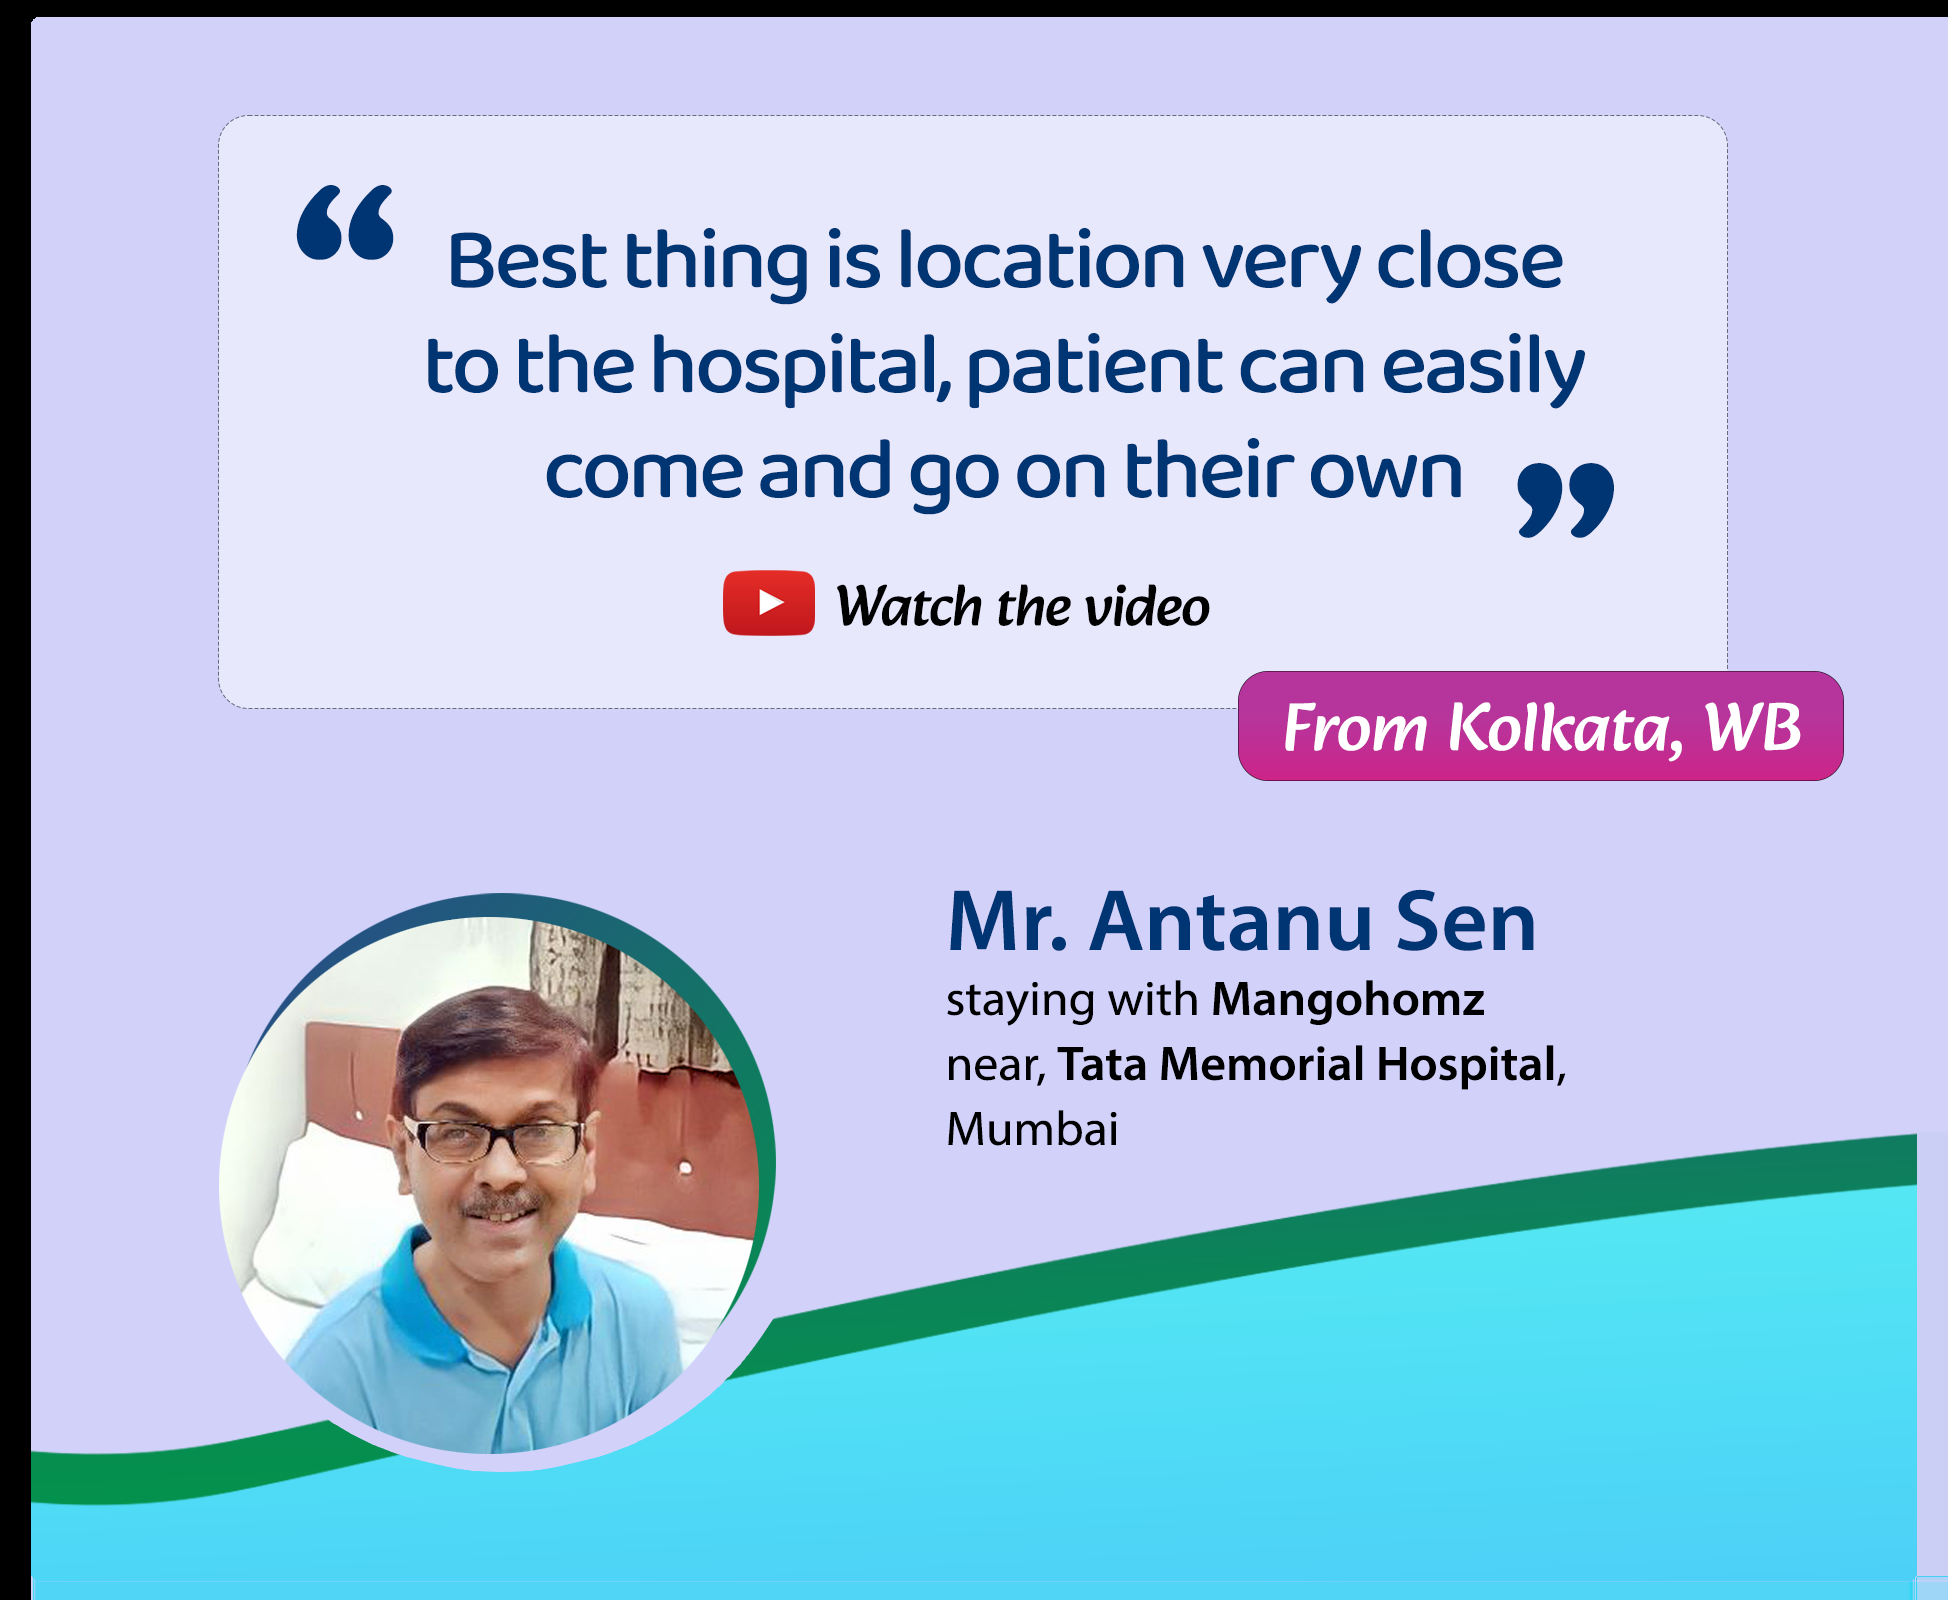 “ Best thing is location very close
to the hospital, patient can easily
come and go on their own ”
Watch the video
From Kolkata, WB
Mr. Antanu Sen
staying with Mangohomz
near, Tata Memorial Hospital,
Mumbai